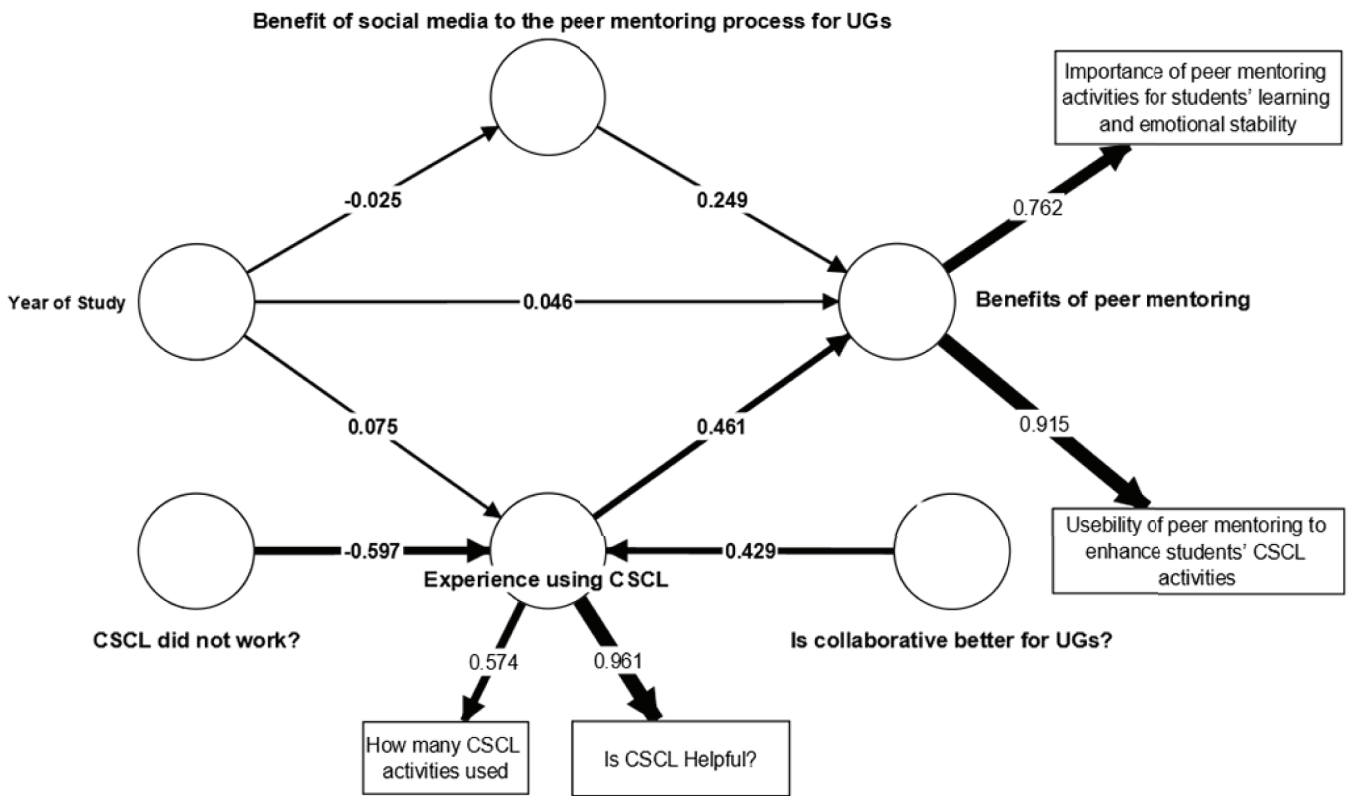 Benefit of social media to the peer mentoring process for UGs
Importance of peer mentoring
activities for students' learning
and emotional stability
-0.025
0.249
0.762
Year of Study
0.046
Benefits of peer mentoring
0.075
0.461
0.915
-0.597
0.429
Usebility of peer mentoring to
enhance students' CSCL
activities
Experience using CSCL
CSCL did not work?
Is collaborative better for UGs?
0.574
0.961
How many CSCL
activities used
Is CSCL Helpful?